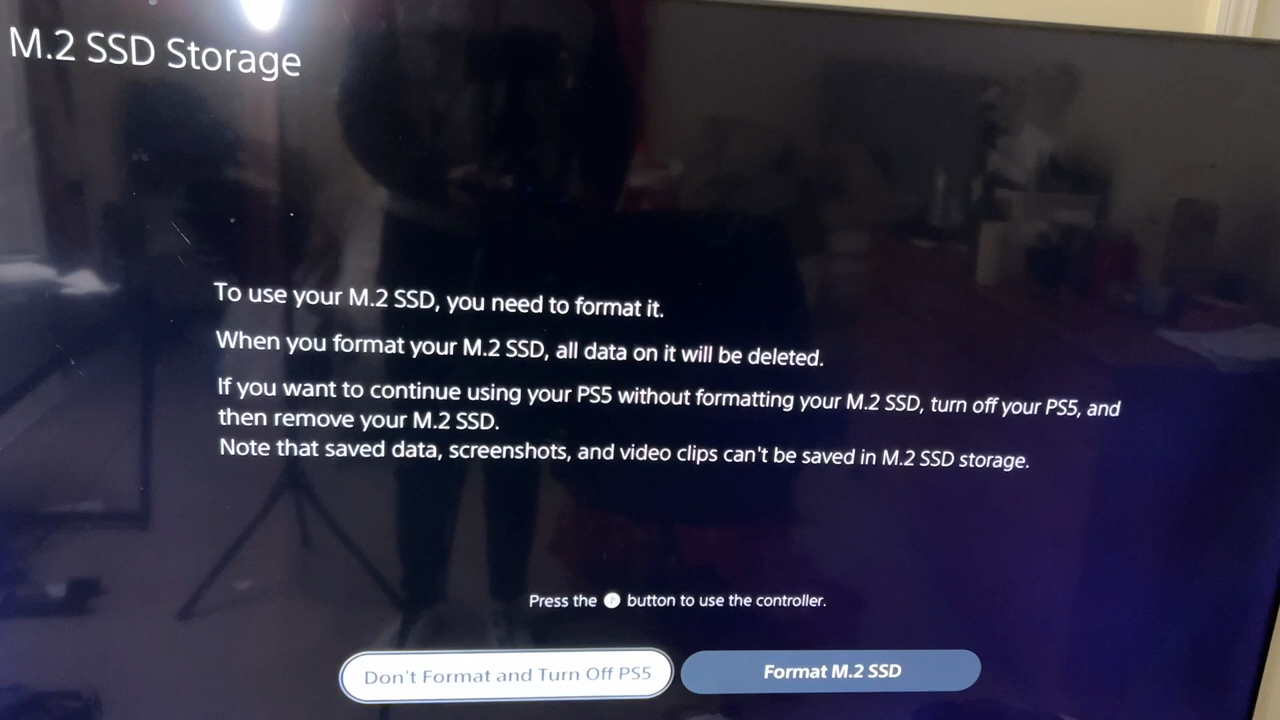 M.2 SSD Storage
To use your M.2 SSD, you need to format it.
When you format your M.2 SSD, all data on it will be deleted.
If you want to continue using your PS5 without formatting your M.2 SSD, turn off your PS5, and
then remove your M.2 SSD.
Note that saved data, screenshots, and video clips can't be saved in M.2 SSD storage.
Press the button to use the controller.
Don't Format and Turn Off PS5
Format M.2 SSD